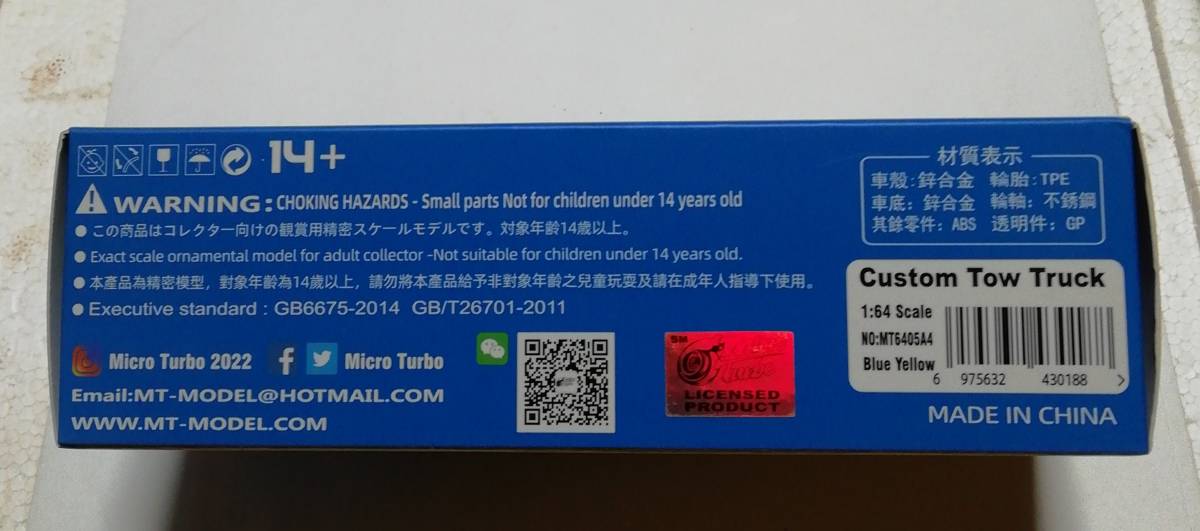 14+
WARNING: CHOKING HAZARDS - Small parts Not for children under 14 years old
● この商品はコレクター向けの観賞用精密スケールモデルです。対象年齢14歳以上。
● Exact scale ornamental model for adult collector -Not suitable for children under 14 years old.
● 本產品為精密模型，對象年齡為14歲以上，請勿將本產品給予非對象年齡之兒童玩耍及請在成年人指導下使用。
● Executive standard : GB6675-2014 GB/T26701-2011
Micro Turbo 2022 Micro Turbo
Email:MT-MODEL@HOTMAIL.COM
WWW.MT-MODEL.COM
SM
LICENSED
PRODUCT
材質表示
車殼：鋅合金 輪胎：TPE
車底：鋅合金 輪軸：不銹鋼
其餘零件：ABS 透明件：GP
Custom Tow Truck
1:64 Scale
NO:MT6405A4
Blue Yellow
6 975632 430188 >
MADE IN CHINA